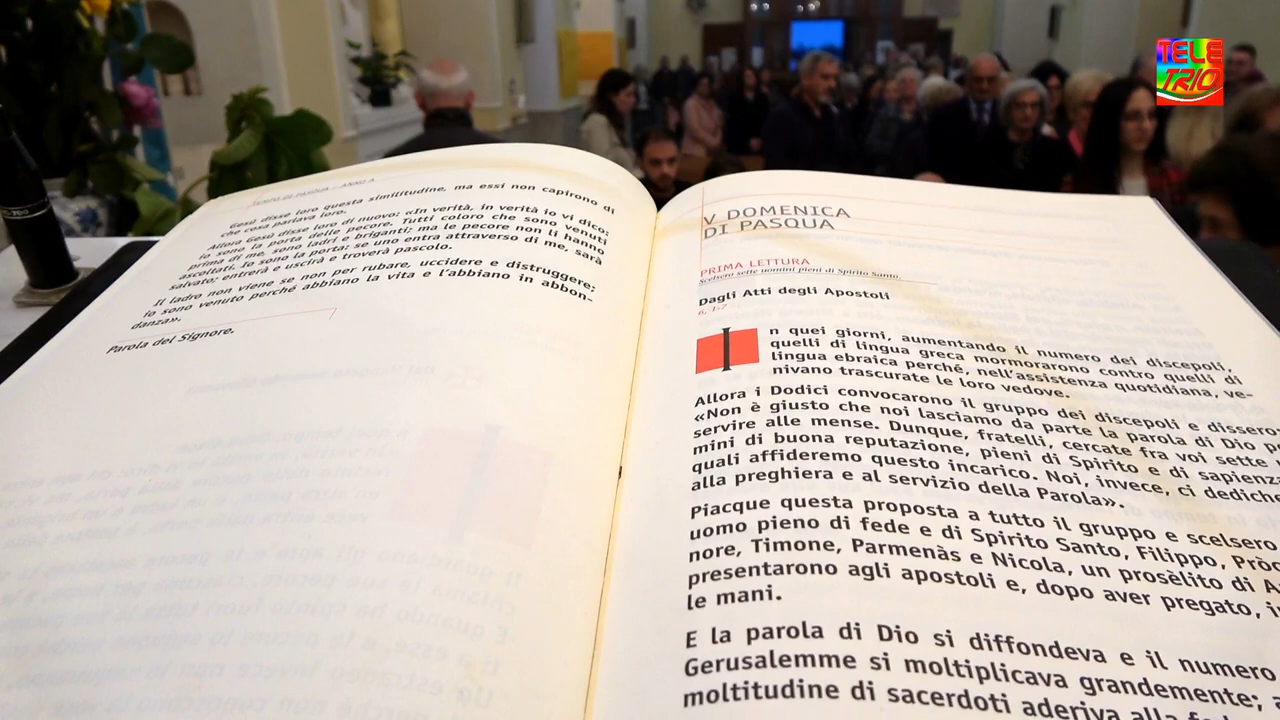 TEMPO DI PASQUA – ANNO A
Gesù disse loro questa similitudine, ma essi non capirono di
che cosa parlava loro.
Allora Gesù disse loro di nuovo: «In verità, in verità io vi dico:
io sono la porta delle pecore. Tutti coloro che sono venuti
prima di me, sono ladri e briganti; ma le pecore non li hanno
ascoltati. Io sono la porta: se uno entra attraverso di me, sarà
salvato; entrerà e uscirà e troverà pascolo.
Il ladro non viene se non per rubare, uccidere e distruggere;
io sono venuto perché abbiano la vita e l'abbiano in abbon-
danza».
Parola del Signore.
V DOMENICA
DI PASQUA
PRIMA LETTURA
Scelsero sette uomini pieni di Spirito Santo.
Dagli Atti degli Apostoli
6, 1-7
In quei giorni, aumentando il numero dei discepoli,
quelli di lingua greca mormorarono contro quelli di
lingua ebraica perché, nell'assistenza quotidiana, ve-
nivano trascurate le loro vedove.
Allora i Dodici convocarono il gruppo dei discepoli e dissero:
«Non è giusto che noi lasciamo da parte la parola di Dio
servire alle mense. Dunque, fratelli, cercate fra voi sette
mini di buona reputazione, pieni di Spirito e di sapienza
quali affideremo questo incarico. Noi, invece, ci dediche
alla preghiera e al servizio della Parola».
Piacque questa proposta a tutto il gruppo e scelsero
uomo pieno di fede e di Spirito Santo, Filippo, Pròc
nore, Timone, Parmenàs e Nicola, un prosèlito di A
presentarono agli apostoli e, dopo aver pregato, i
le mani.
E la parola di Dio si diffondeva e il numero
Gerusalemme si moltiplicava grandemente; a
moltitudine di sacerdoti aderiva alla
TELE
TRIO